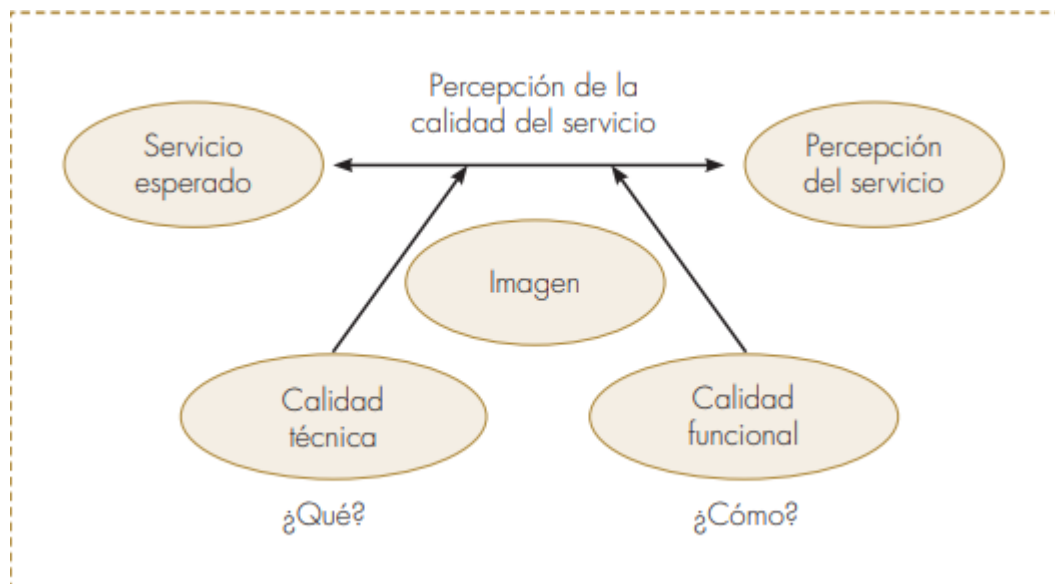 Percepción de la
calidad del servicio
Servicio
esperado
Percepción
del servicio
Imagen
Calidad
técnica
Calidad
funcional
¿Qué?
¿Cómo?